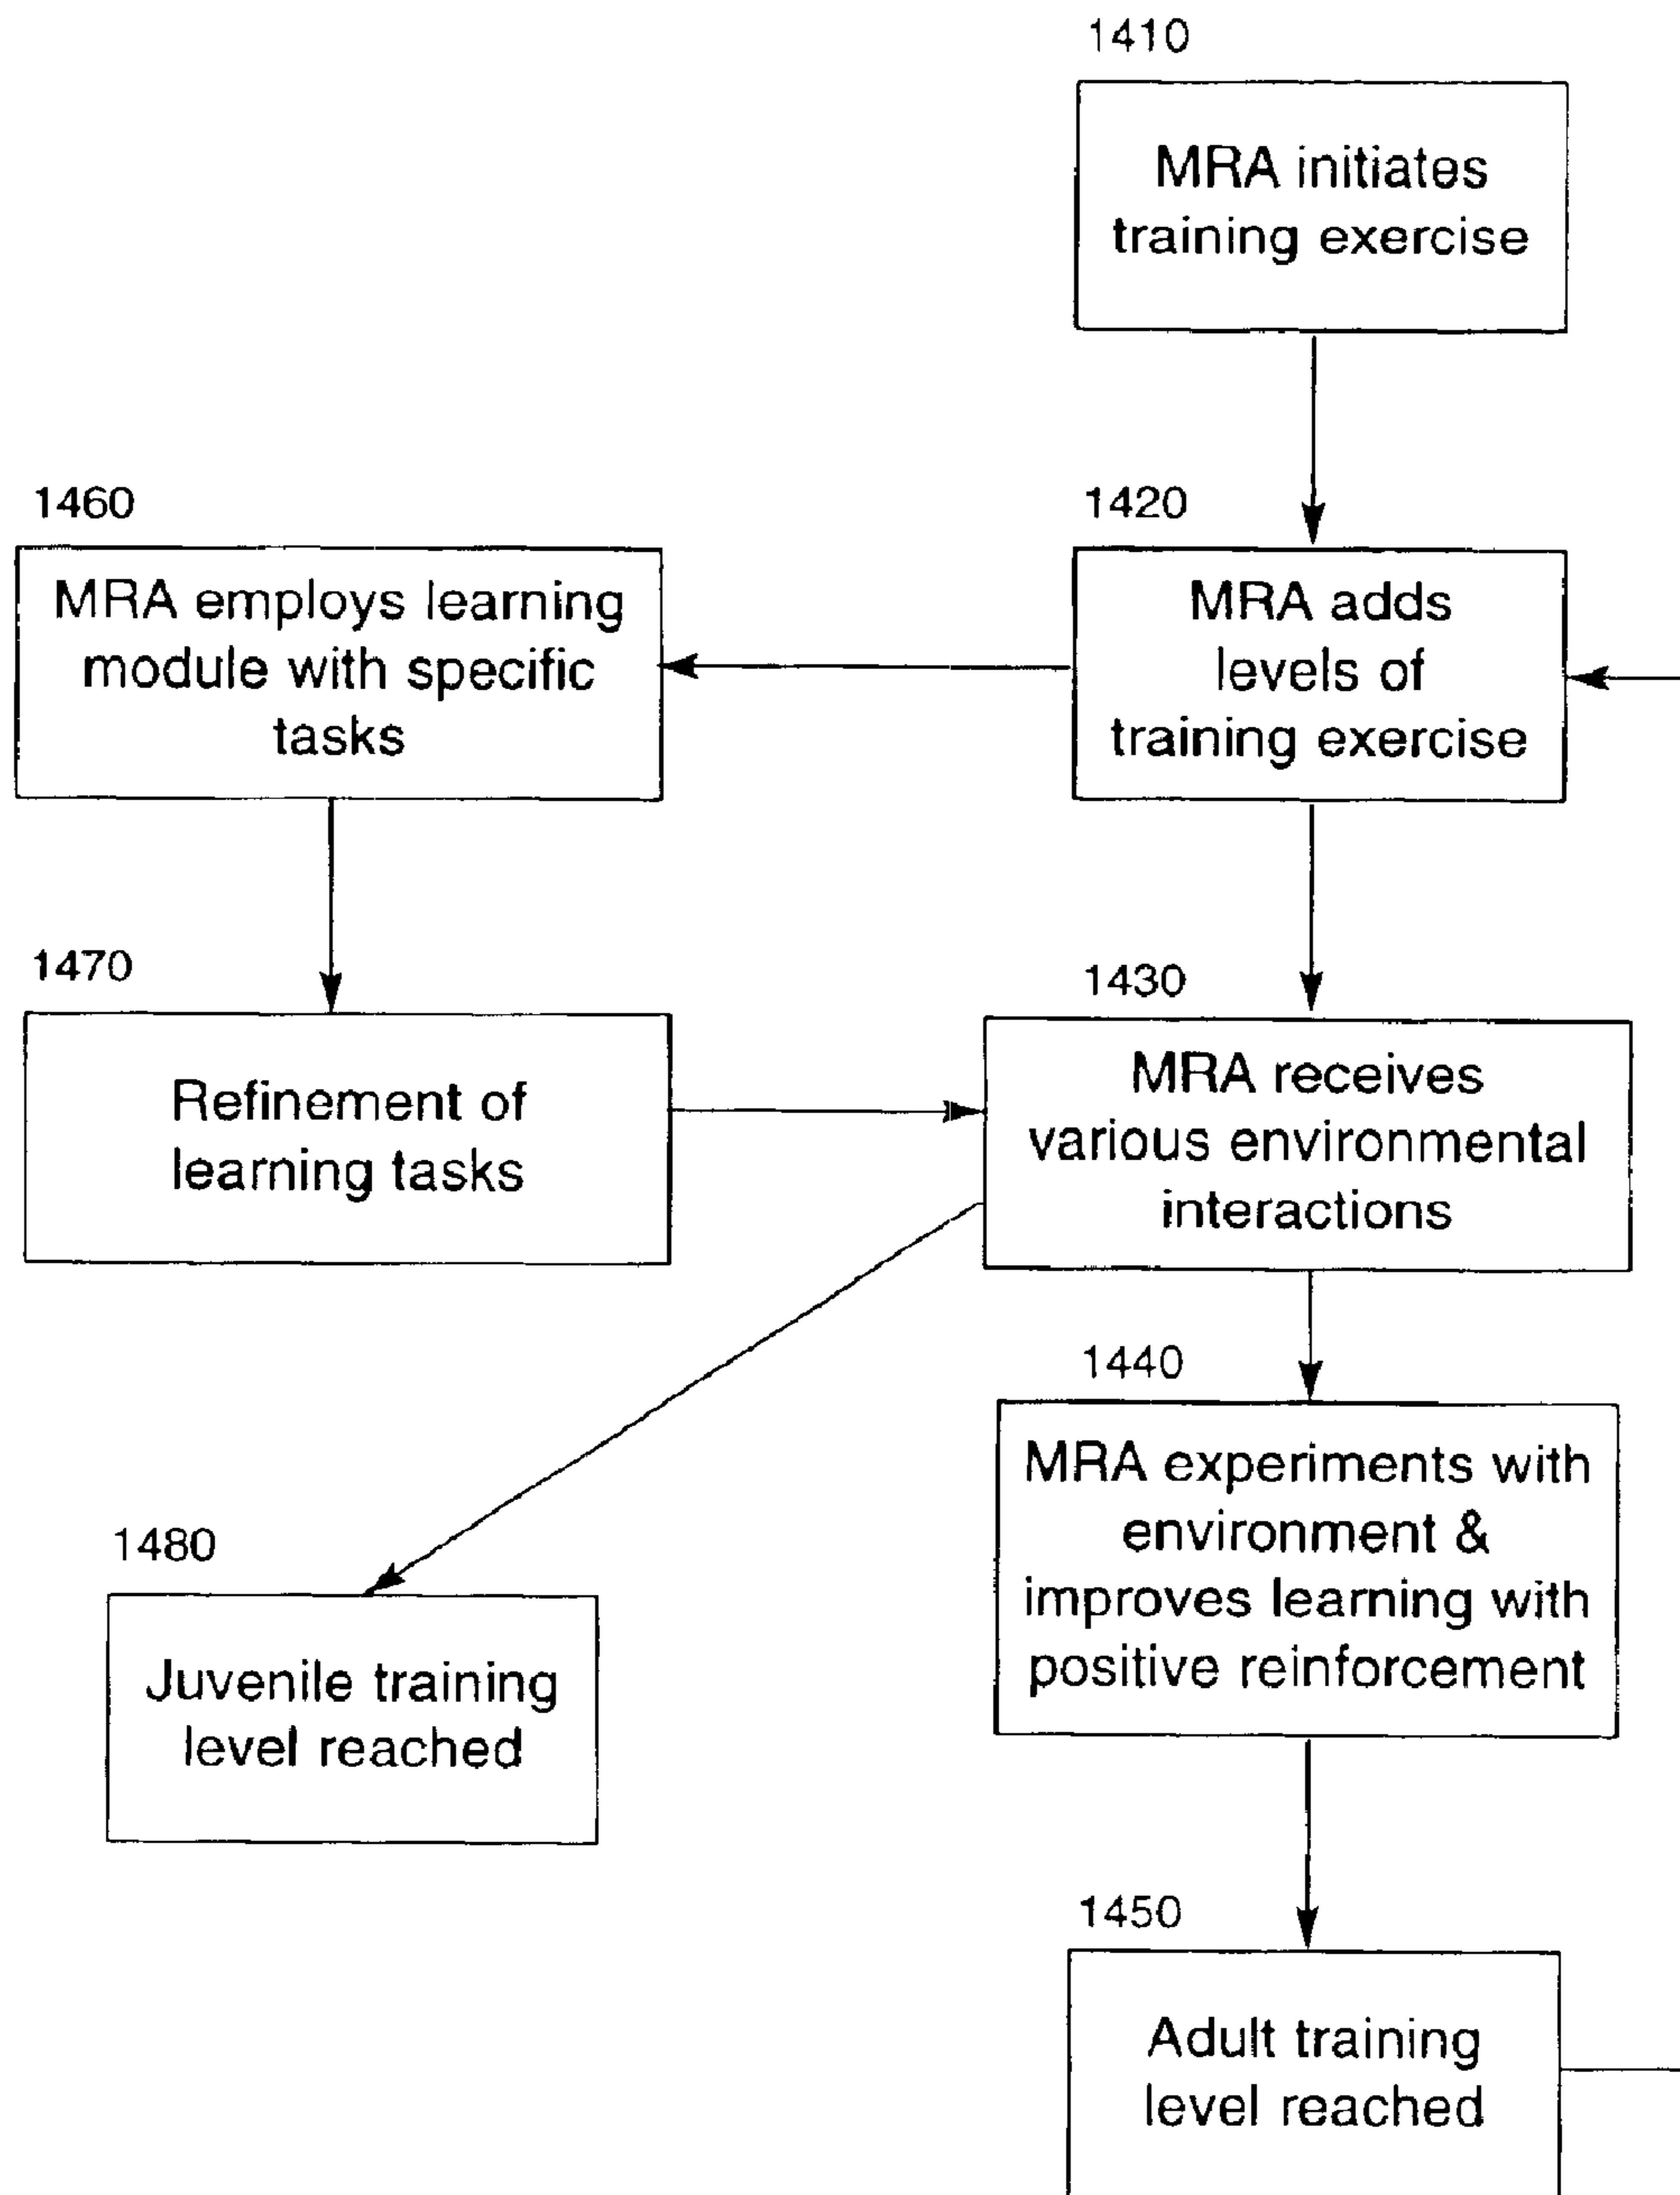 1410
MRA initiates
training exercise
1460
MRA employs learning
module with specific
tasks
1420
MRA adds
levels of
training exercise
1470
Refinement of
learning tasks
1430
MRA receives
various environmental
interactions
1440
MRA experiments with
environment &
improves learning with
positive reinforcement
1480
Juvenile training
level reached
1450
Adult training
level reached